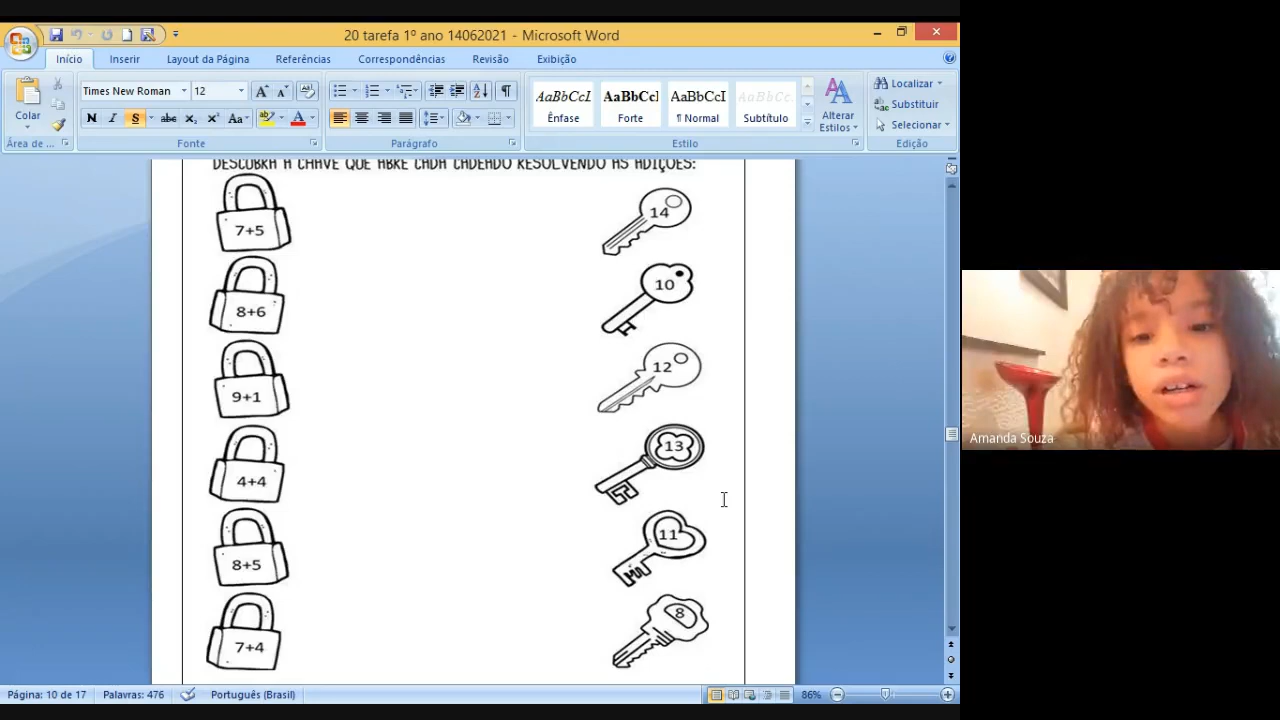 20 tarefa 1º ano 14062021 - Microsoft Word
Início Inserir Layout da Página Referências Correspondências Revisão Exibição
Colar
Times New Roman 12
N I S abc x₂ x² Aa
AaBbCcI AaBbCcI AaBbCcI AaBbCc
Ênfase Forte ¶ Normal Subtítulo
Alterar Estilos
Localizar
Substituir
Selecionar
Área de ... Fonte Parágrafo Estilo Edição
DESCUBRA A CHAVE QUE ABRE CADA CADEADO RESOLVENDO AS ADIÇÕES:
7+5 14
8+6 10
9+1 12
4+4 13
8+5 11
7+4 8
Amanda Souza
Página: 10 de 17 Palavras: 476 Português (Brasil) 86%